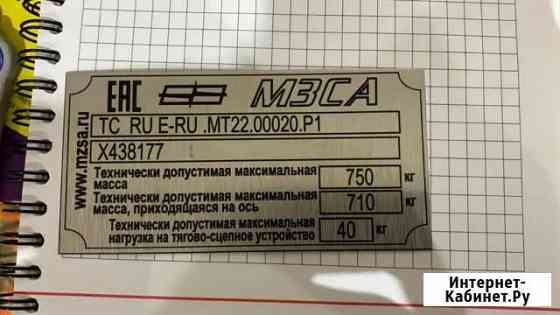 ЕАС МЗСА
ТС RU E-RU .МТ22.00020.Р1
X438177
Технически допустимая максимальная
масса 750 кг
Технически допустимая максимальная
масса, приходящаяся на ось 710 кг
Технически допустимая максимальная
нагрузка на тягово-сцепное устройство 40 кг
www.mzsa.ru
Интернет-
Кабинет.Ру